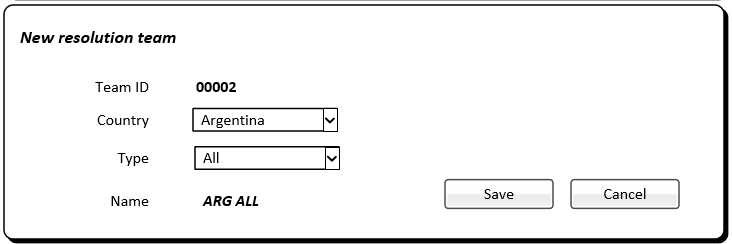 New resolution team
Team ID 00002
Country Argentina
Type All
Name ARG ALL
Save Cancel